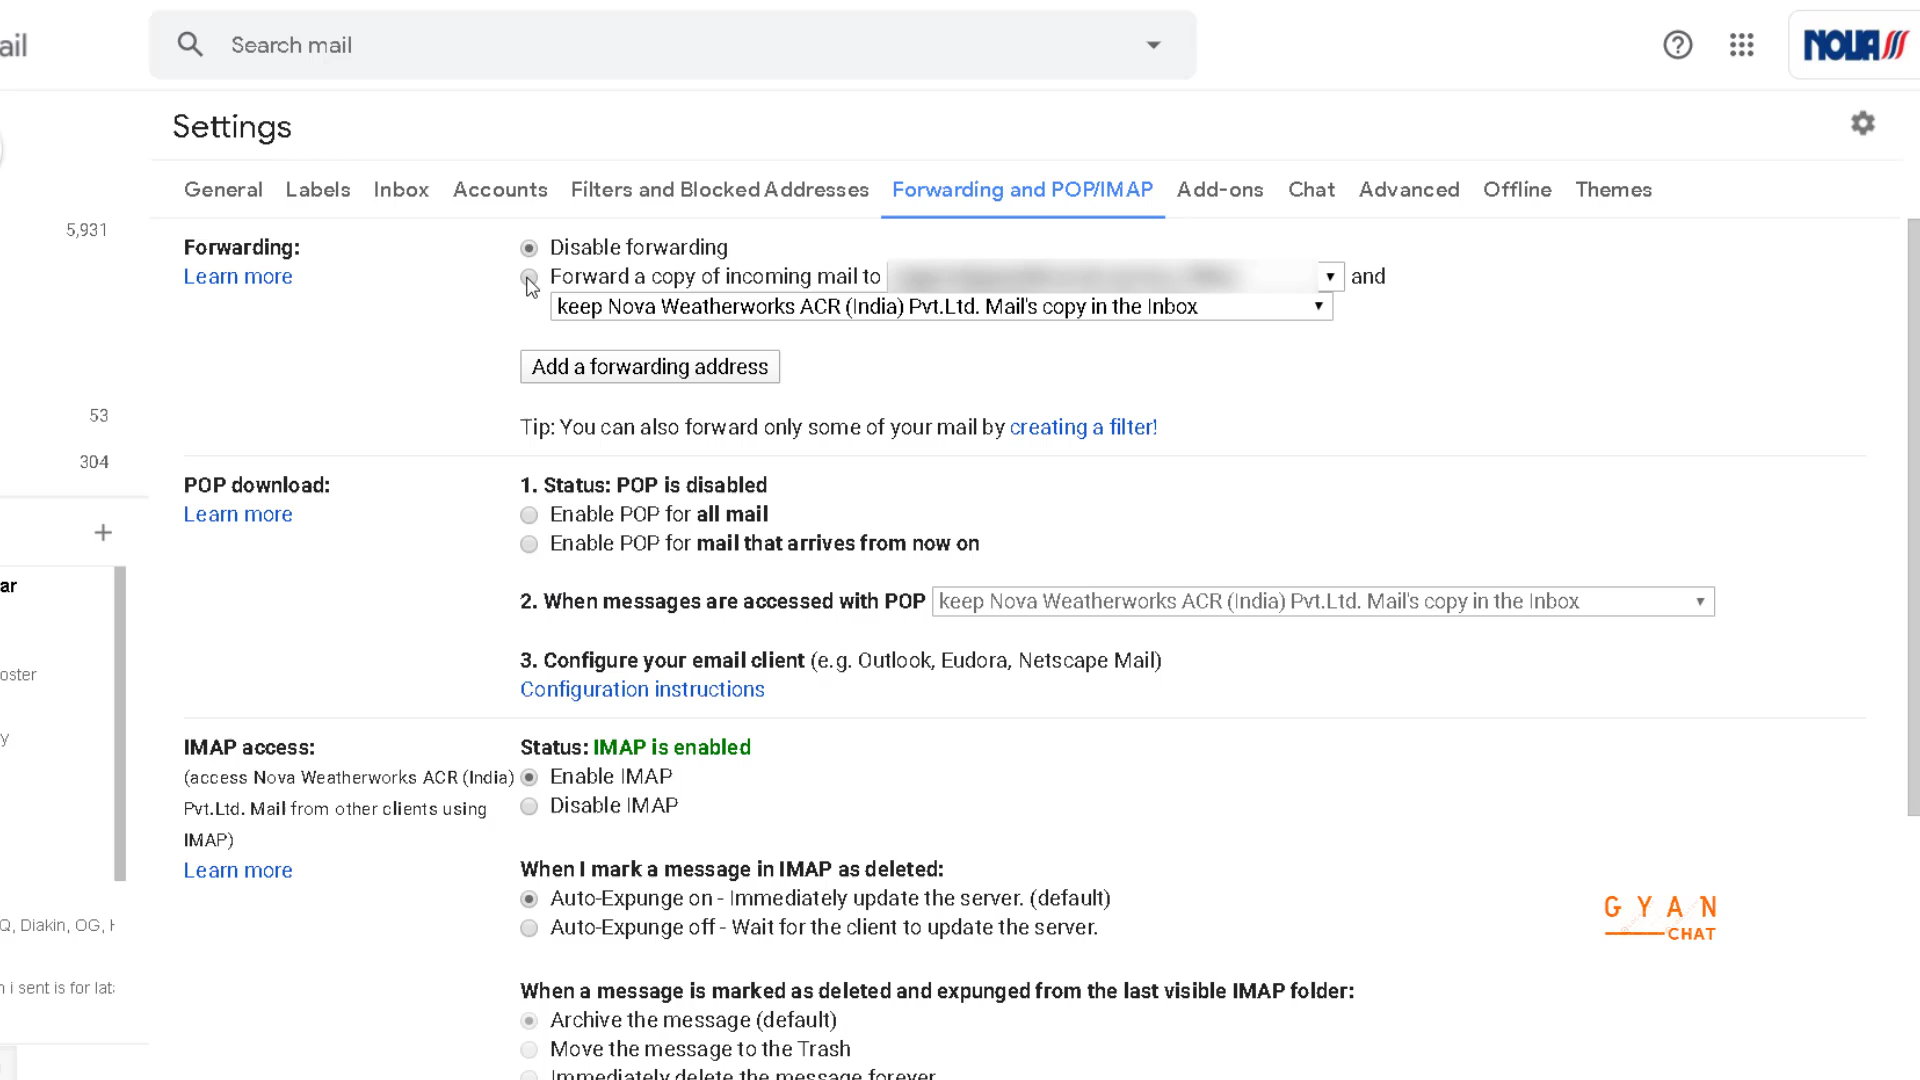 ail
Search mail
NOVA
Settings
General Labels Inbox Accounts Filters and Blocked Addresses Forwarding and POP/IMAP Add-ons Chat Advanced Offline Themes
5,931
Forwarding:
Learn more
Disable forwarding
Forward a copy of incoming mail to and
keep Nova Weatherworks ACR (India) Pvt.Ltd. Mail's copy in the Inbox
Add a forwarding address
53
Tip: You can also forward only some of your mail by creating a filter!
304
POP download:
Learn more
1. Status: POP is disabled
Enable POP for all mail
Enable POP for mail that arrives from now on
ar
2. When messages are accessed with POP keep Nova Weatherworks ACR (India) Pvt.Ltd. Mail's copy in the Inbox
3. Configure your email client (e.g. Outlook, Eudora, Netscape Mail)
Configuration instructions
oster
y
IMAP access:
(access Nova Weatherworks ACR (India)
Pvt.Ltd. Mail from other clients using
IMAP)
Learn more
Status: IMAP is enabled
Enable IMAP
Disable IMAP
When I mark a message in IMAP as deleted:
Auto-Expunge on - Immediately update the server. (default)
Auto-Expunge off - Wait for the client to update the server.
Q, Diakin, OG,
GYAN
CHAT
i sent is for lat
When a message is marked as deleted and expunged from the last visible IMAP folder:
Archive the message (default)
Move the message to the Trash
Immediately delete the message forever